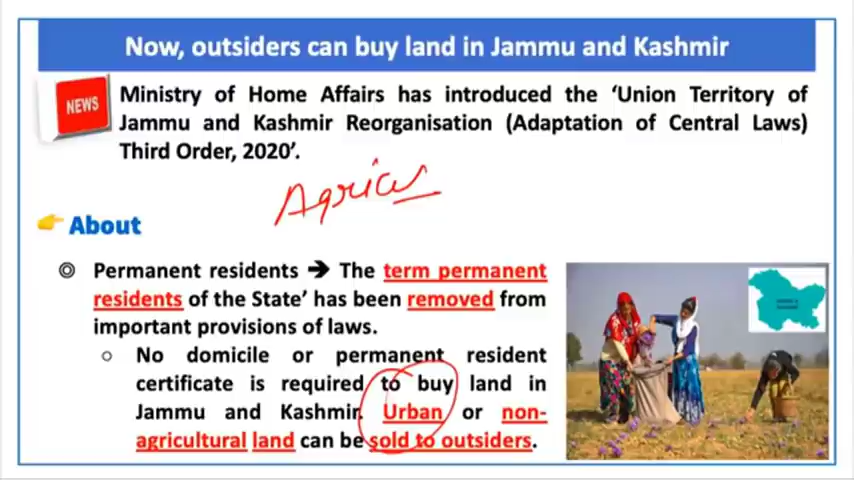 Now, outsiders can buy land in Jammu and Kashmir
NEWS
Ministry of Home Affairs has introduced the ‘Union Territory of
Jammu and Kashmir Reorganisation (Adaptation of Central Laws)
Third Order, 2020’.
About
Permanent residents ➔ The term permanent
residents of the State’ has been removed from
important provisions of laws.
No domicile or permanent resident
certificate is required to buy land in
Jammu and Kashmir. Urban or non-
agricultural land can be sold to outsiders.